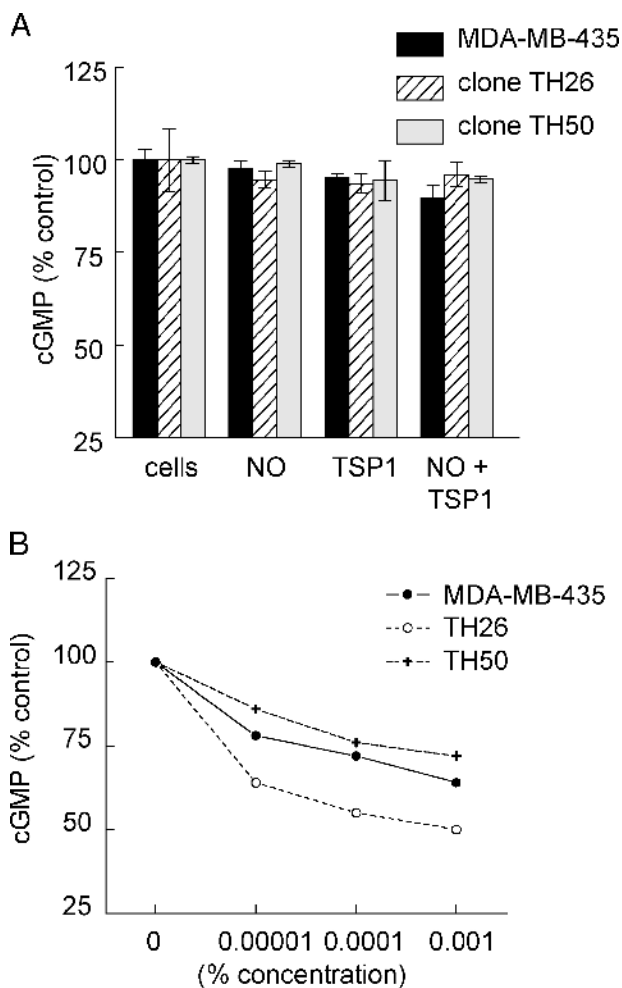 A
MDA-MB-435
clone TH26
clone TH50
125
100
75
50
25
cGMP (% control)
cells
NO
TSP1
NO +
TSP1
B
125
100
75
50
25
cGMP (% control)
MDA-MB-435
TH26
TH50
0
0.00001
0.0001
0.001
(% concentration)